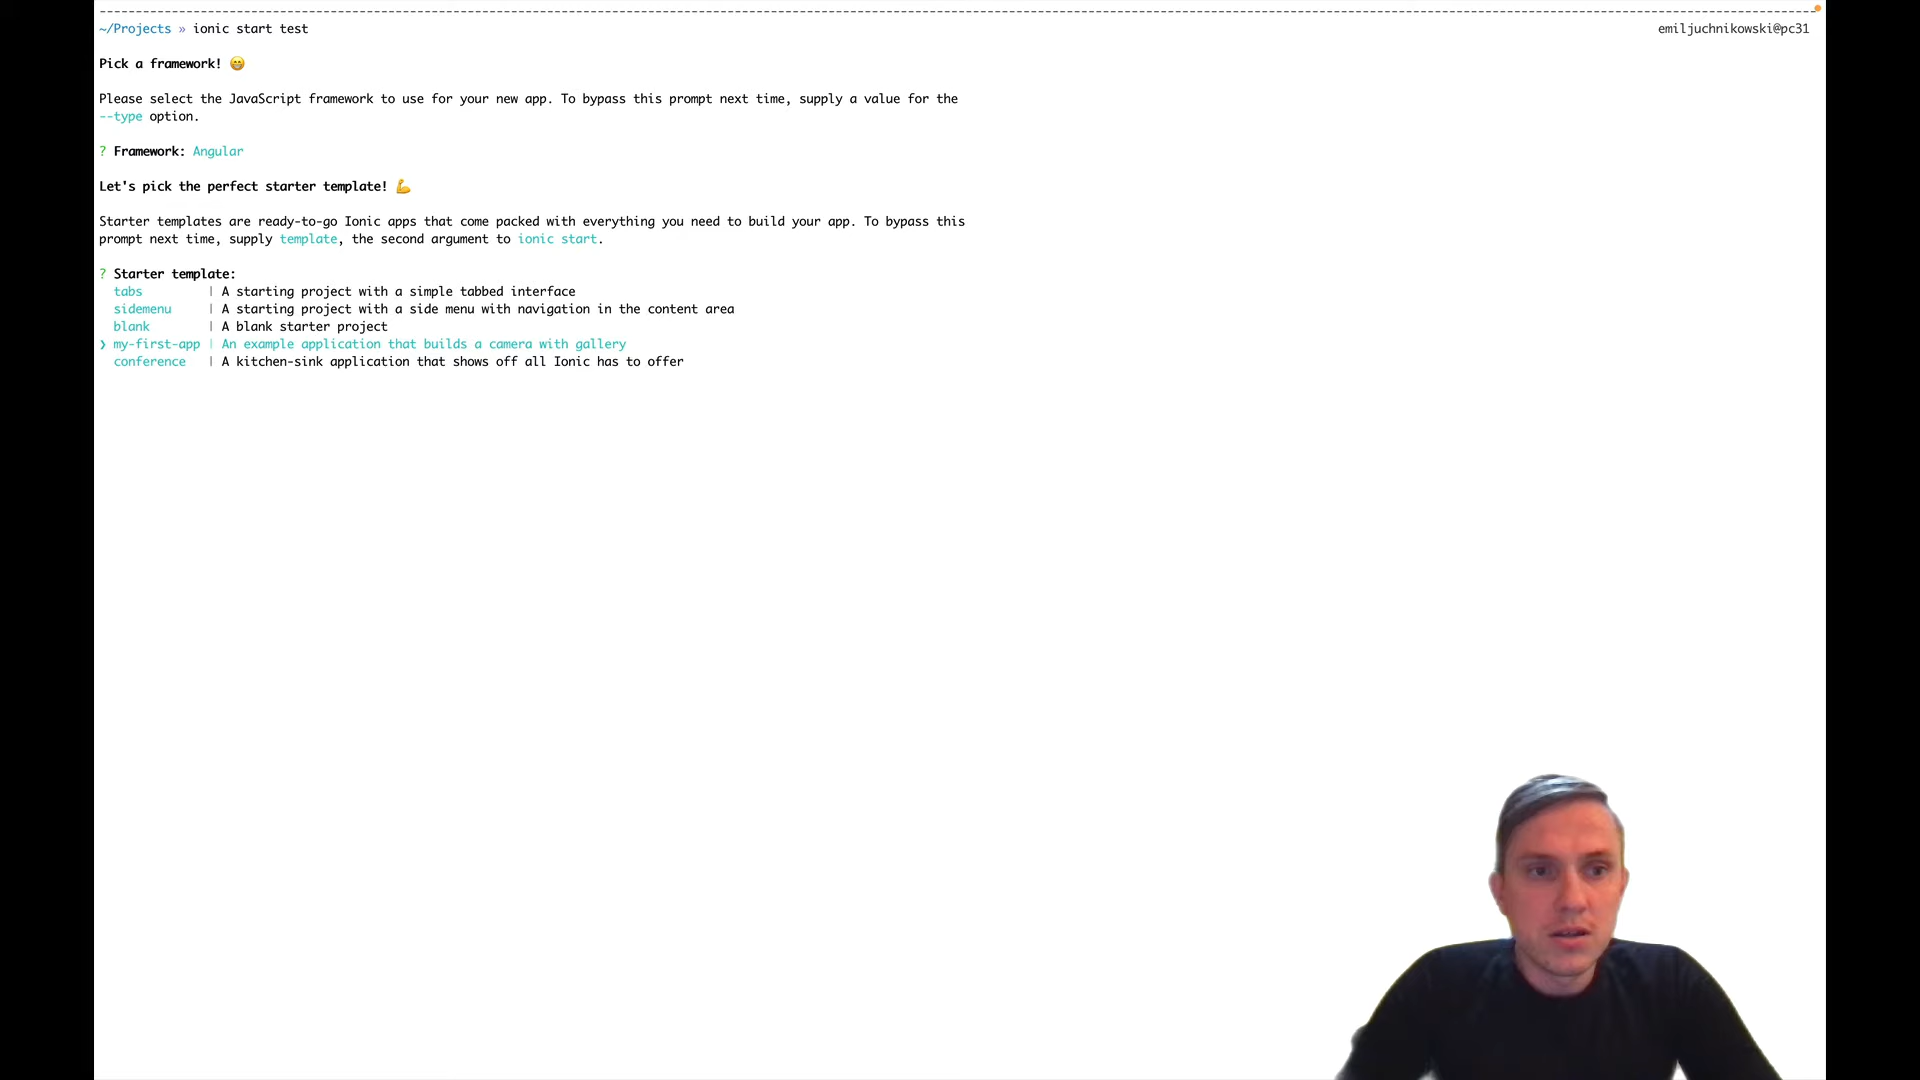 ~/Projects » ionic start test emiljuchnikowski@pc31
Pick a framework! 😁
Please select the JavaScript framework to use for your new app. To bypass this prompt next time, supply a value for the
--type option.
? Framework: Angular
Let's pick the perfect starter template! 💪
Starter templates are ready-to-go Ionic apps that come packed with everything you need to build your app. To bypass this
prompt next time, supply template, the second argument to ionic start.
? Starter template:
tabs | A starting project with a simple tabbed interface
sidemenu | A starting project with a side menu with navigation in the content area
blank | A blank starter project
❯ my-first-app | An example application that builds a camera with gallery
conference | A kitchen-sink application that shows off all Ionic has to offer